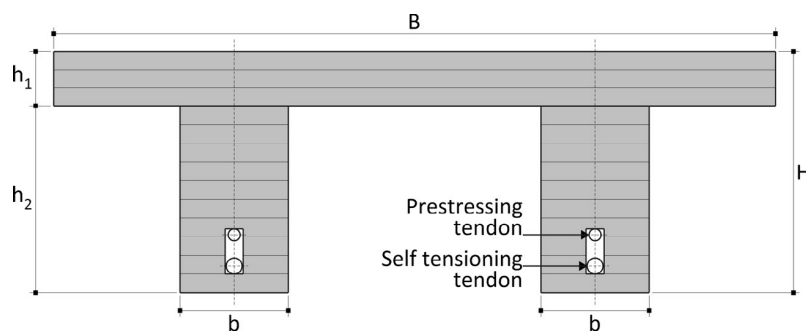 B
h1
h2
H
Prestressing
tendon
Self tensioning
tendon
b
b